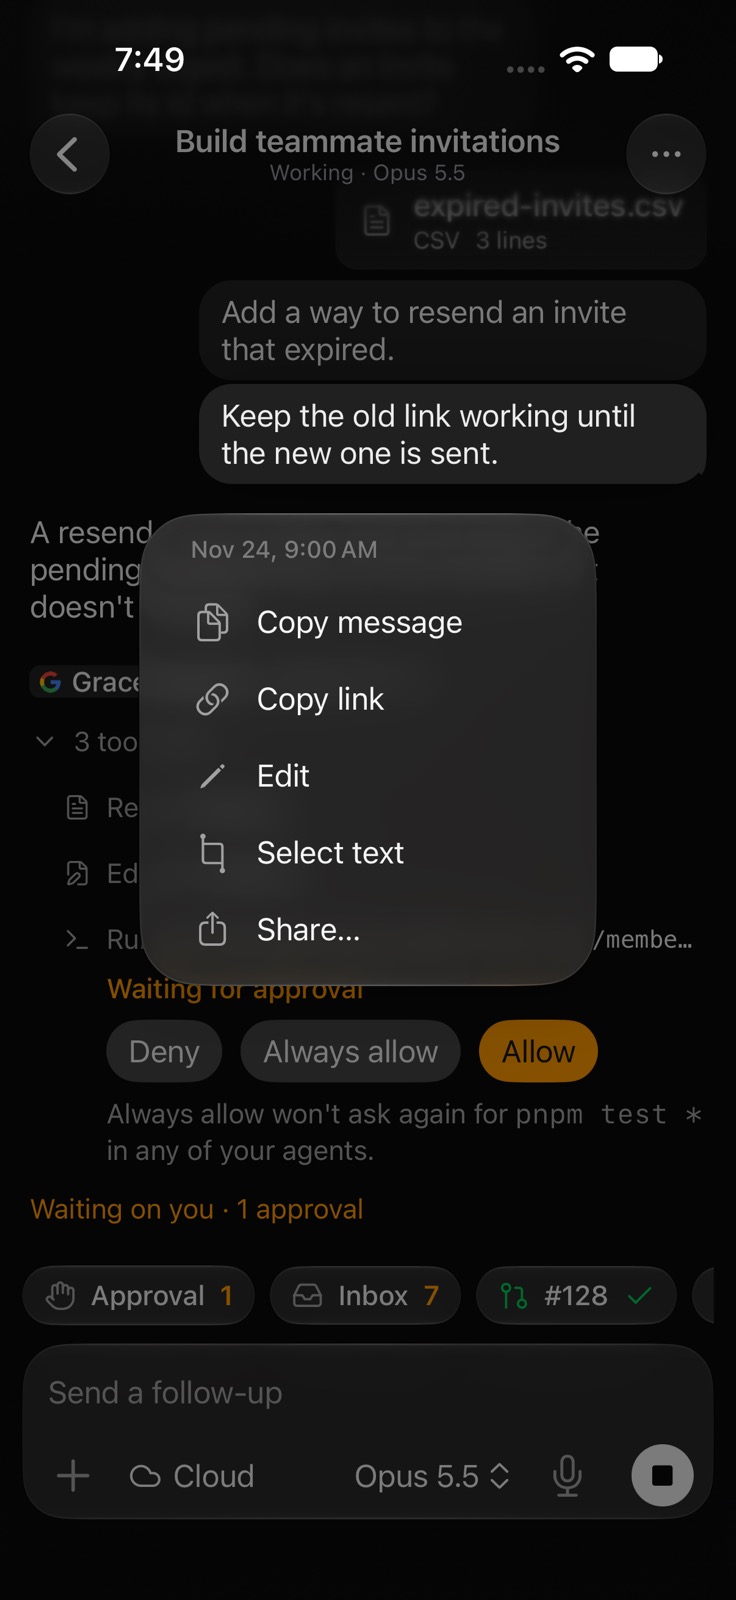 7:49
Build teammate invitations
Working · Opus 5.5
expired-invites.csv
CSV 3 lines
Add a way to resend an invite
that expired.
Keep the old link working until
the new one is sent.
A resend
pending
doesn't
Nov 24, 9:00 AM
Copy message
Copy link
Edit
Select text
Share...
Grace
3
/membe…
Waiting for approval
Deny
Always allow
Allow
Always allow won't ask again for pnpm test *
in any of your agents.
Waiting on you · 1 approval
Approval 1
Inbox 7
#128
Send a follow-up
Cloud
Opus 5.5